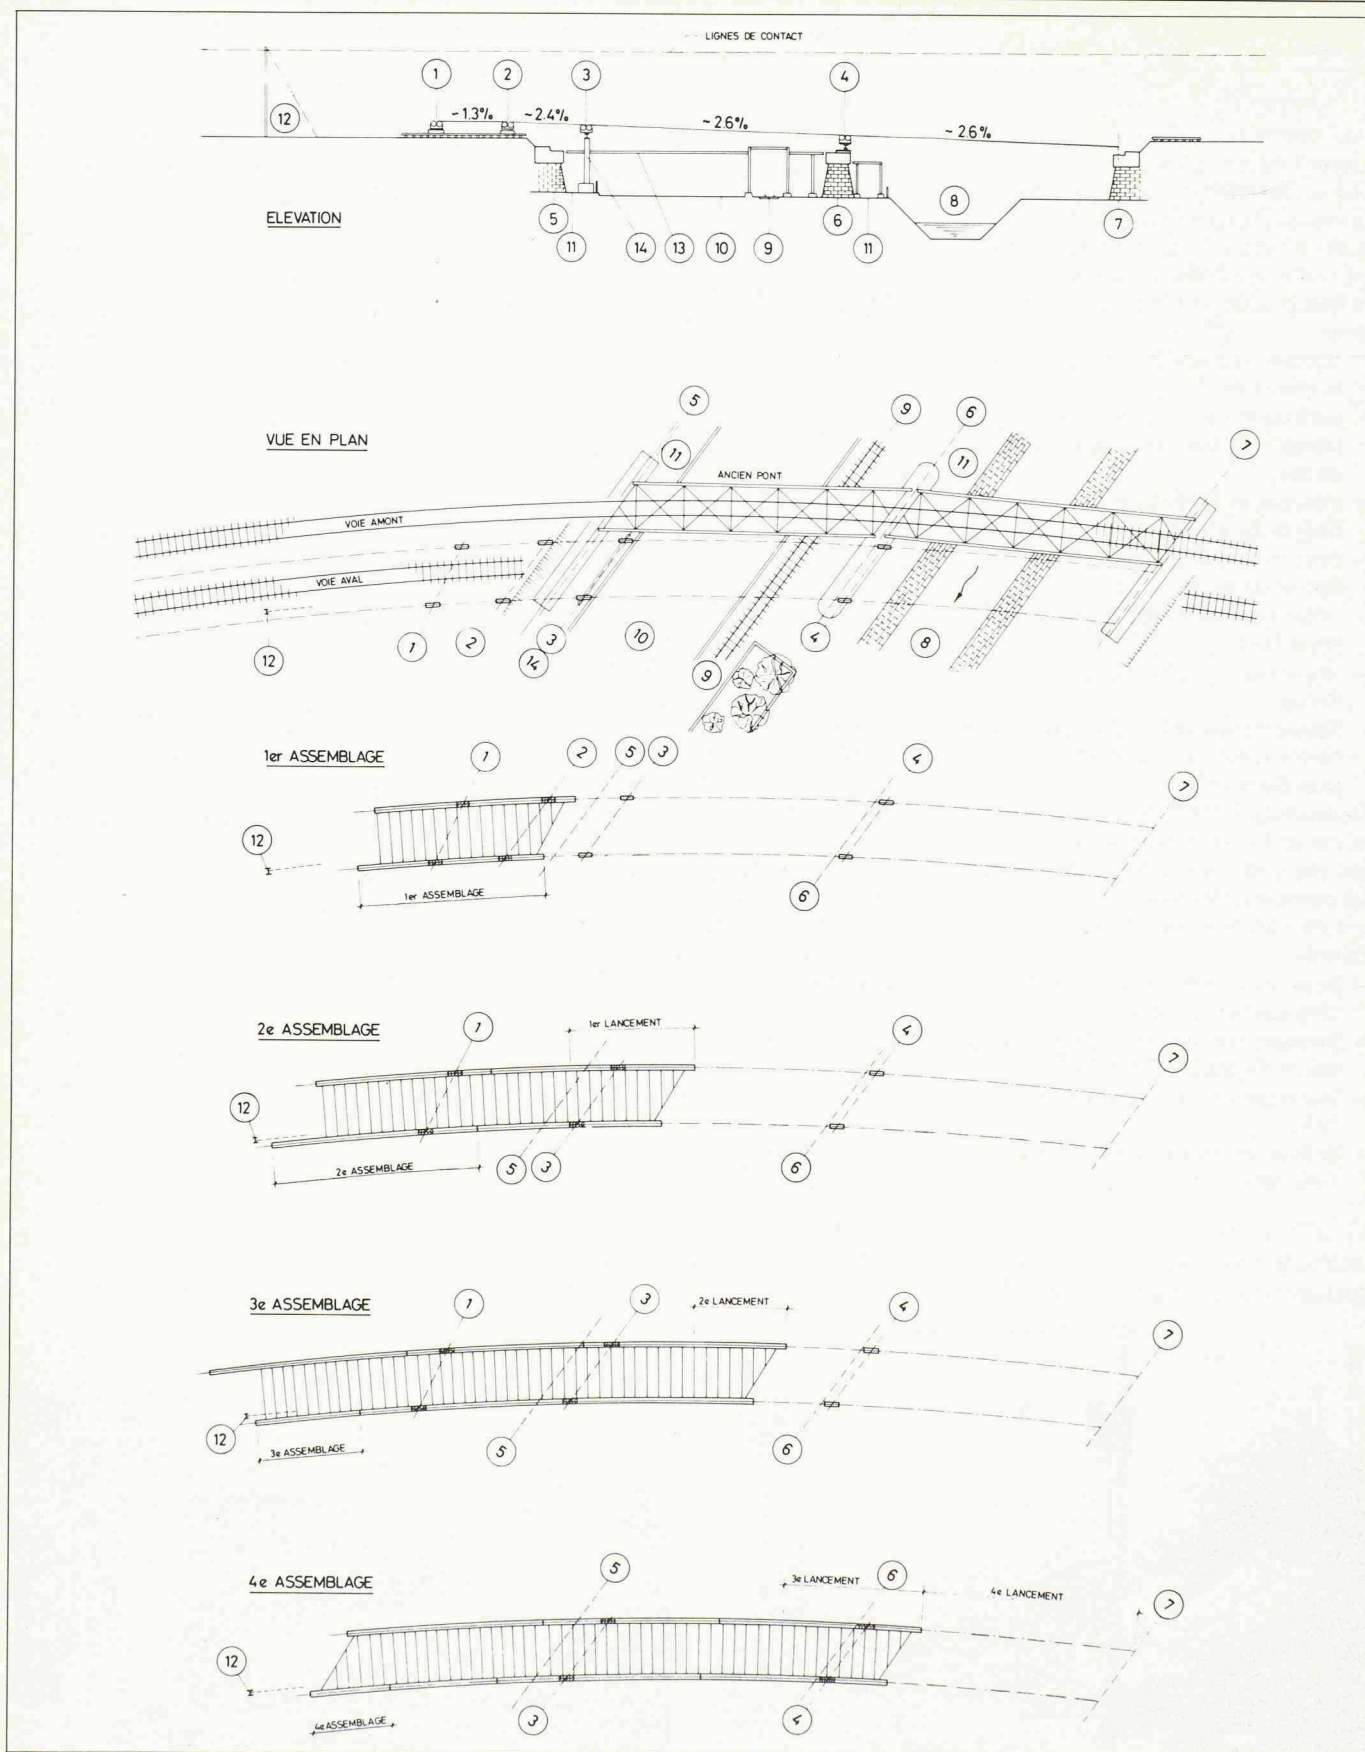 LIGNES DE CONTACT
1 2 3 4
12 ~1.3% ~2.4% ~2.6% ~2.6%
ELEVATION
5 6 8 7
11 14 13 10 9 11
VUE EN PLAN
5 9 6 7
11 ANCIEN PONT 11
VOIE AMONT
VOIE AVAL
12 1 2 14 3 10 9 4 8
1er ASSEMBLAGE
1 2 5 3 4 7
12
1er ASSEMBLAGE
6
2e ASSEMBLAGE
1 1er LANCEMENT 4 7
12
2e ASSEMBLAGE
5 3 6
3e ASSEMBLAGE
1 3 2e LANCEMENT 4 7
12
3e ASSEMBLAGE
5 6
4e ASSEMBLAGE
5 3e LANCEMENT 6 4e LANCEMENT 7
12
4e ASSEMBLAGE
3 4